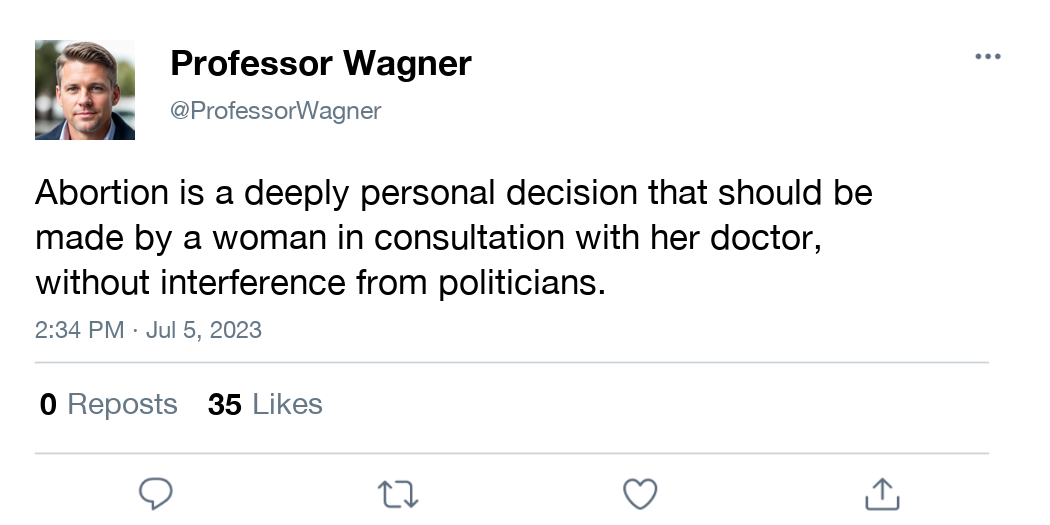 Professor Wagner
@ProfessorWagner
Abortion is a deeply personal decision that should be
made by a woman in consultation with her doctor,
without interference from politicians.
2:34 PM · Jul 5, 2023
0 Reposts 35 Likes